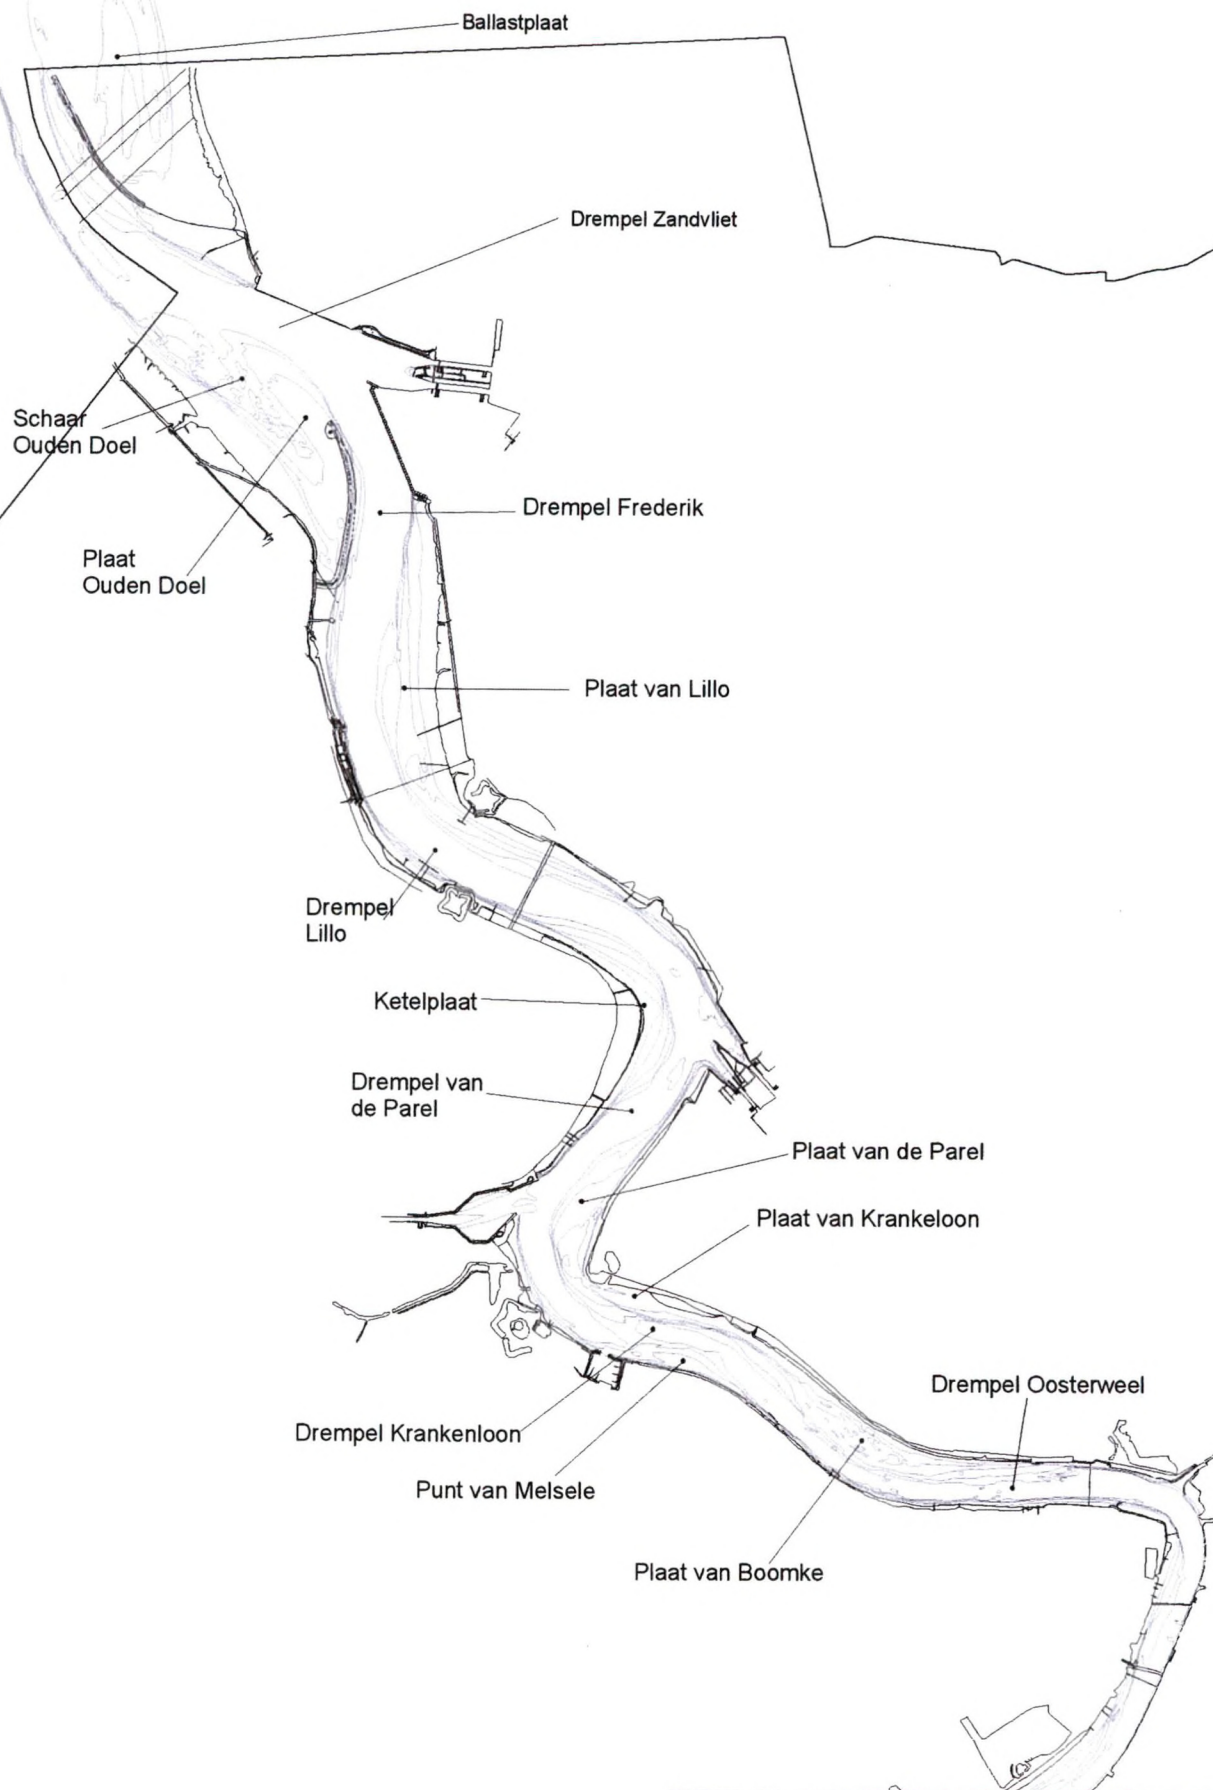 Ballastplaat
Drempel Zandvliet
Schaar
Ouden Doel
Drempel Frederik
Plaat
Ouden Doel
Plaat van Lillo
Drempel
Lillo
Ketelplaat
Drempel van
de Parel
Plaat van de Parel
Plaat van Krankeloon
Drempel Oosterweel
Drempel Krankenloon
Punt van Melsele
Plaat van Boomke